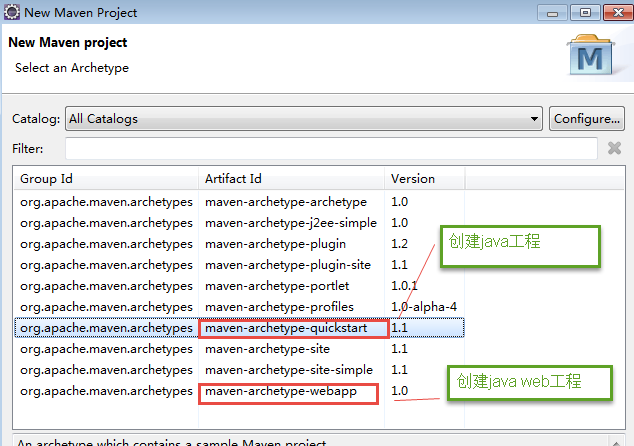 New Maven Project
New Maven project
Select an Archetype
M
Catalog: All Catalogs Configure...
Filter:
Group Id Artifact Id Version
org.apache.maven.archetypes maven-archetype-archetype 1.0
org.apache.maven.archetypes maven-archetype-j2ee-simple 1.0
org.apache.maven.archetypes maven-archetype-plugin 1.2
org.apache.maven.archetypes maven-archetype-plugin-site 1.1
org.apache.maven.archetypes maven-archetype-portlet 1.0.1
org.apache.maven.archetypes maven-archetype-profiles 1.0-alpha-4
org.apache.maven.archetypes maven-archetype-quickstart 1.1
org.apache.maven.archetypes maven-archetype-site 1.1
org.apache.maven.archetypes maven-archetype-site-simple 1.1
org.apache.maven.archetypes maven-archetype-webapp 1.0
创建java工程
创建java web工程
An archetype which contains a sample Maven project.